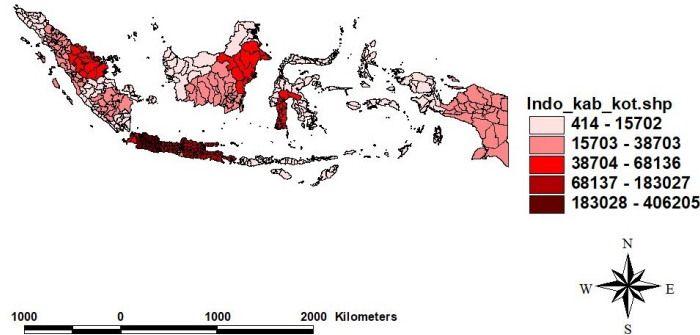 Indo_kab_kot.shp
414 - 15702
15703 - 38703
38704 - 68136
68137 - 183027
183028 - 406205
N
W E
S
1000 0 1000 2000 Kilometers